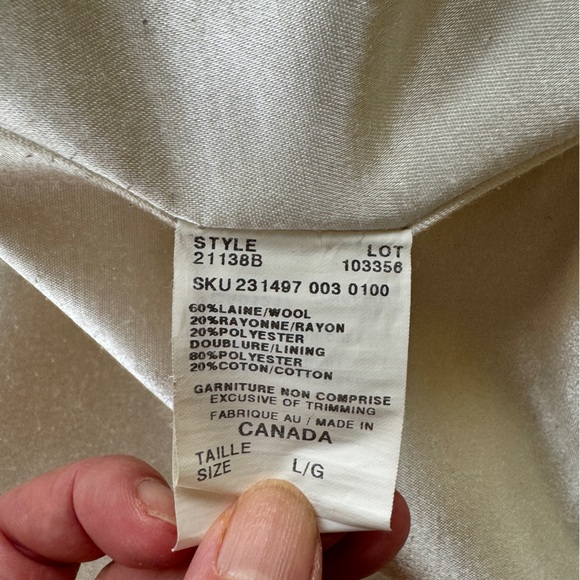 STYLE LOT
21138B 103356
SKU 231497 003 0100
60%LAINE/WOOL
20%RAYONNE/RAYON
20%POLYESTER
DOUBLURE/LINING
80%POLYESTER
20%COTON/COTTON
GARNITURE NON COMPRISE
EXCLUSIVE OF TRIMMING
FABRIQUE AU / MADE IN
CANADA
TAILLE
SIZE L/G